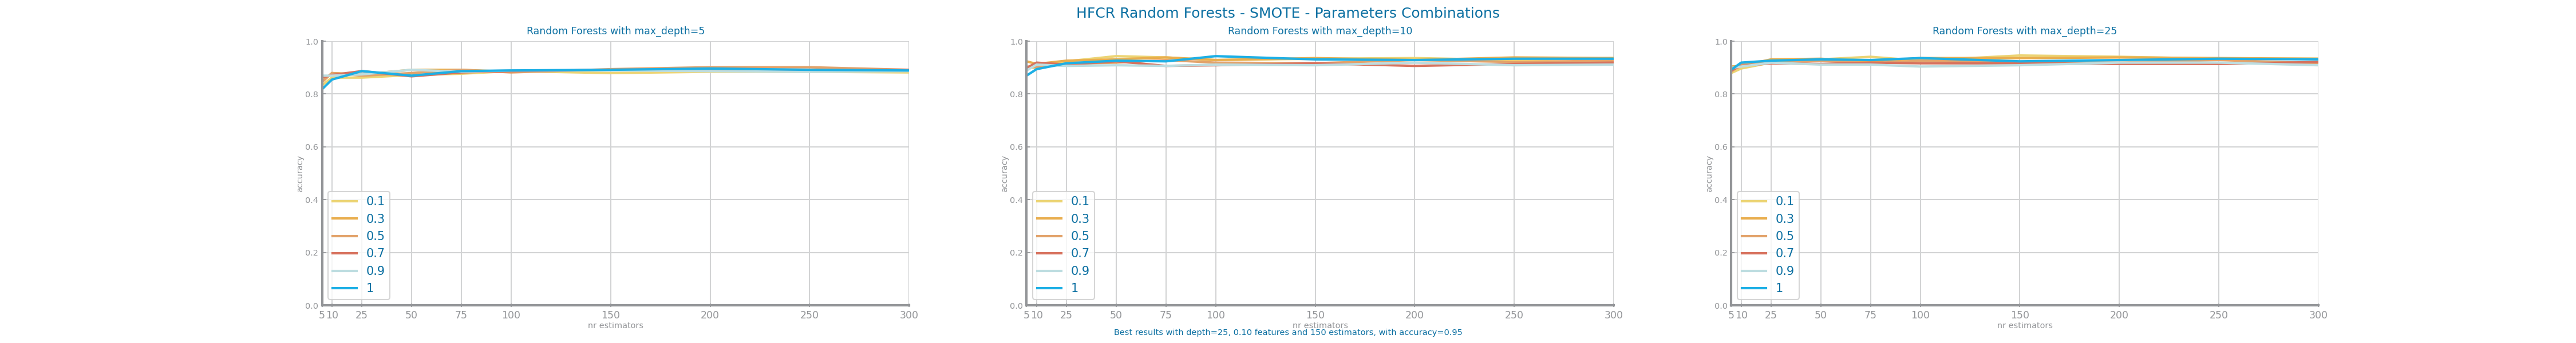 HFCR Random Forests - SMOTE - Parameters Combinations
Random Forests with max_depth=5
1.0
0.8
0.6
0.4
0.2
0.0
accuracy
0.1
0.3
0.5
0.7
0.9
1
5 10 25 50 75 100 150 200 250 300
nr estimators
Random Forests with max_depth=10
1.0
0.8
0.6
0.4
0.2
0.0
accuracy
0.1
0.3
0.5
0.7
0.9
1
5 10 25 50 75 100 150 200 250 300
nr estimators
Random Forests with max_depth=25
1.0
0.8
0.6
0.4
0.2
0.0
accuracy
0.1
0.3
0.5
0.7
0.9
1
5 10 25 50 75 100 150 200 250 300
nr estimators
Best results with depth=25, 0.10 features and 150 estimators, with accuracy=0.95